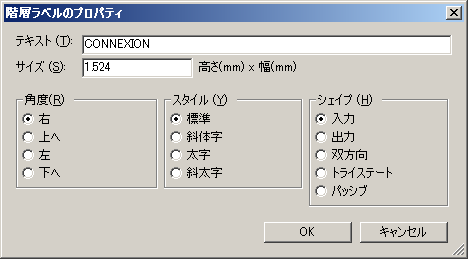 階層ラベルのプロパティ
テキスト (T): CONNEXION
サイズ (S): 1.524 高さ(mm) x 幅(mm)
角度(R) スタイル (Y) シェイプ (H)
右 標準 入力
上へ 斜体字 出力
左 太字 双方向
下へ 斜太字 トライステート
パッシブ
OK キャンセル